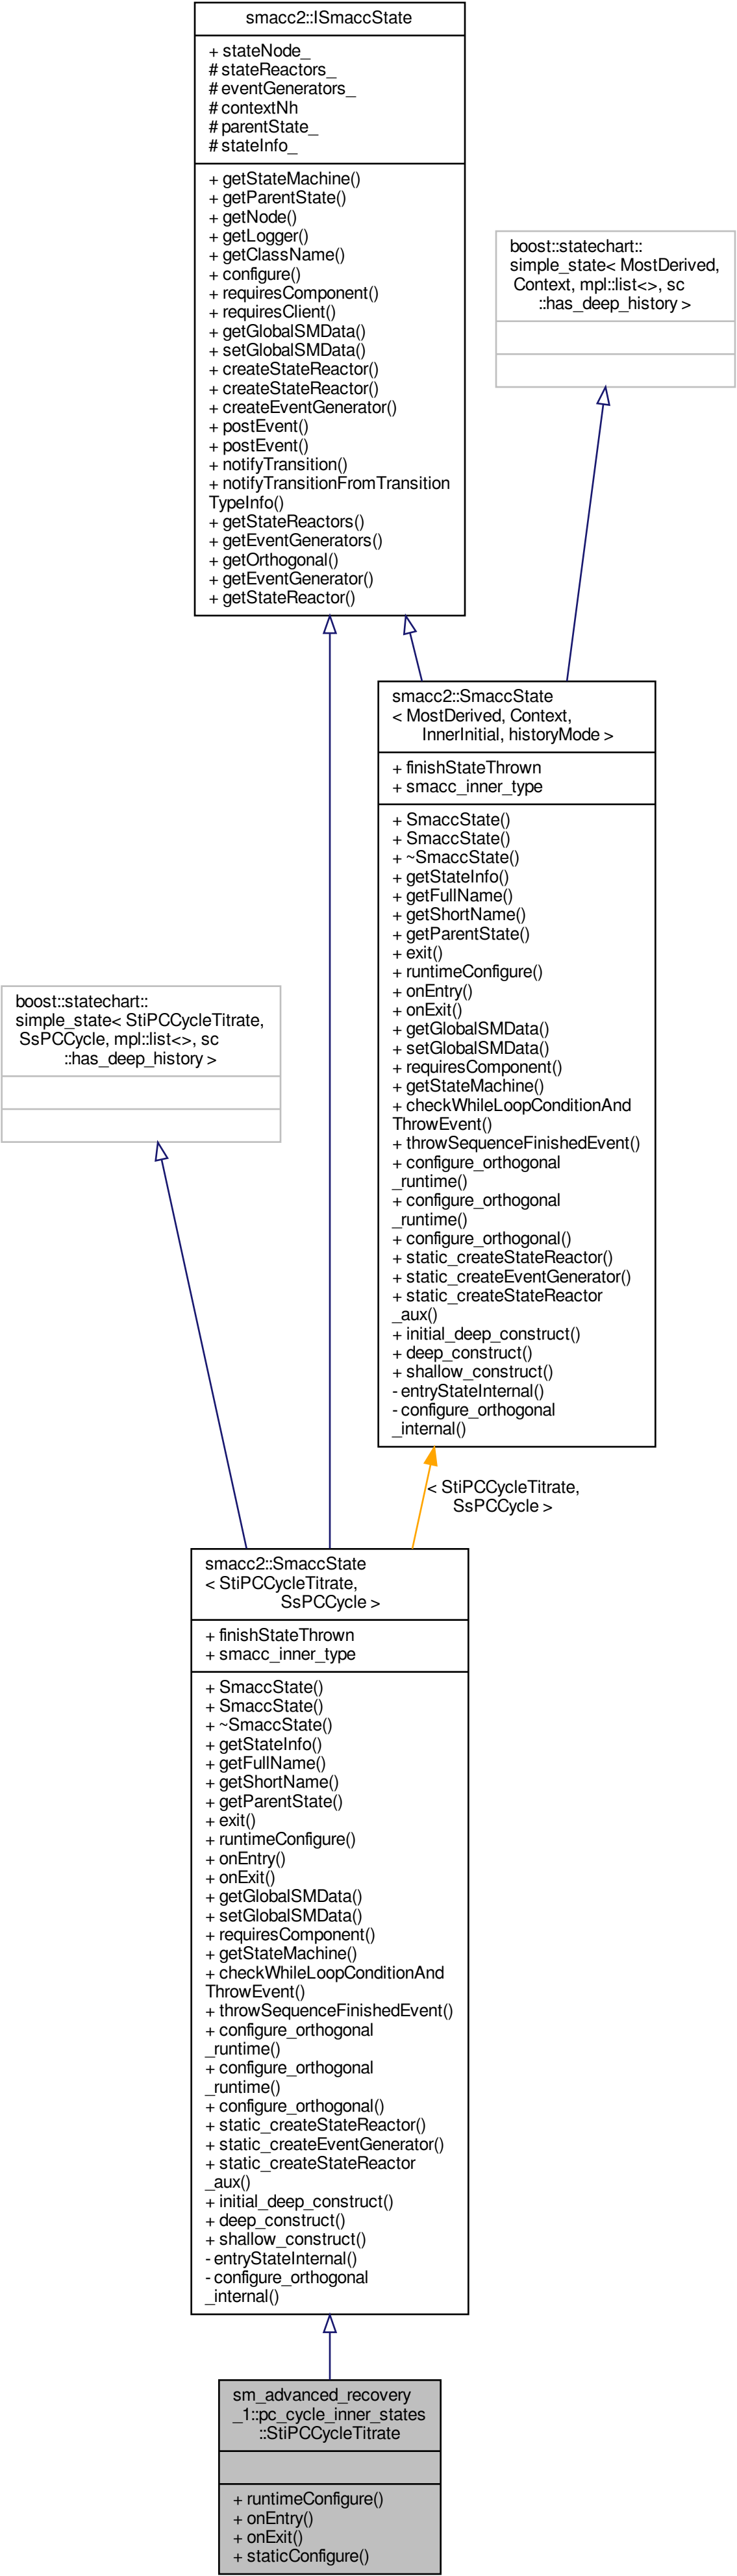 smacc2::ISmaccState
+ stateNode_
# stateReactors_
# eventGenerators_
# contextNh
# parentState_
# stateInfo_
+ getStateMachine()
+ getParentState()
+ getNode()
+ getLogger()
+ getClassName()
+ configure()
+ requiresComponent()
+ requiresClient()
+ getGlobalSMData()
+ setGlobalSMData()
+ createStateReactor()
+ createStateReactor()
+ createEventGenerator()
+ postEvent()
+ postEvent()
+ notifyTransition()
+ notifyTransitionFromTransition
TypeInfo()
+ getStateReactors()
+ getEventGenerators()
+ getOrthogonal()
+ getEventGenerator()
+ getStateReactor()
boost::statechart::
simple_state< MostDerived,
Context, mpl::list<>, sc
::has_deep_history >
smacc2::SmaccState
< MostDerived, Context,
InnerInitial, historyMode >
+ finishStateThrown
+ smacc_inner_type
+ SmaccState()
+ SmaccState()
+ ~SmaccState()
+ getStateInfo()
+ getFullName()
+ getShortName()
+ getParentState()
+ exit()
+ runtimeConfigure()
+ onEntry()
+ onExit()
+ getGlobalSMData()
+ setGlobalSMData()
+ requiresComponent()
+ getStateMachine()
+ checkWhileLoopConditionAnd
ThrowEvent()
+ throwSequenceFinishedEvent()
+ configure_orthogonal
_runtime()
+ configure_orthogonal
_runtime()
+ configure_orthogonal()
+ static_createStateReactor()
+ static_createEventGenerator()
+ static_createStateReactor
_aux()
+ initial_deep_construct()
+ deep_construct()
+ shallow_construct()
- entryStateInternal()
- configure_orthogonal
_internal()
boost::statechart::
simple_state< StiPCCycleTitrate,
SsPCCycle, mpl::list<>, sc
::has_deep_history >
< StiPCCycleTitrate,
SsPCCycle >
smacc2::SmaccState
< StiPCCycleTitrate,
SsPCCycle >
+ finishStateThrown
+ smacc_inner_type
+ SmaccState()
+ SmaccState()
+ ~SmaccState()
+ getStateInfo()
+ getFullName()
+ getShortName()
+ getParentState()
+ exit()
+ runtimeConfigure()
+ onEntry()
+ onExit()
+ getGlobalSMData()
+ setGlobalSMData()
+ requiresComponent()
+ getStateMachine()
+ checkWhileLoopConditionAnd
ThrowEvent()
+ throwSequenceFinishedEvent()
+ configure_orthogonal
_runtime()
+ configure_orthogonal
_runtime()
+ configure_orthogonal()
+ static_createStateReactor()
+ static_createEventGenerator()
+ static_createStateReactor
_aux()
+ initial_deep_construct()
+ deep_construct()
+ shallow_construct()
- entryStateInternal()
- configure_orthogonal
_internal()
sm_advanced_recovery
_1::pc_cycle_inner_states
::StiPCCycleTitrate
+ runtimeConfigure()
+ onEntry()
+ onExit()
+ staticConfigure()